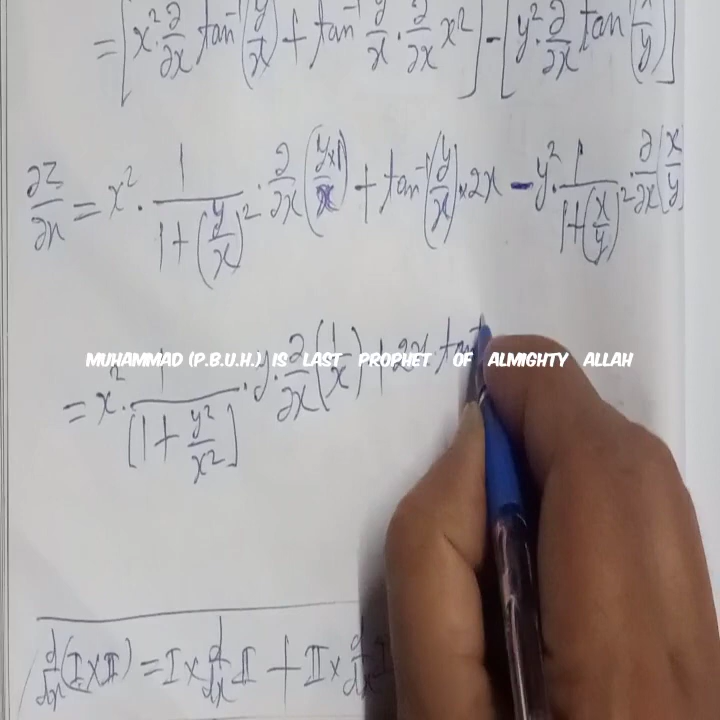 = [x² · ∂/∂x tan⁻¹(y/x) + tan⁻¹ y/x · ∂/∂x x²] - [y² · ∂/∂x tan⁻¹(x/y)]
∂z/∂x = x² · 1/(1+(y/x)²) · ∂/∂x (y×1/x) + tan⁻¹(y/x) × 2x - y² · 1/(1+(x/y)²) · ∂/∂x (x/y)
MUHAMMAD (P.B.U.H.) IS LAST PROPHET OF ALMIGHTY ALLAH
= x² · 1/[1 + y²/x²] · y · ∂/∂x (1/x) + 2x · tan⁻
d/dx (I×II) = I × d/dx II + II × d/dx I